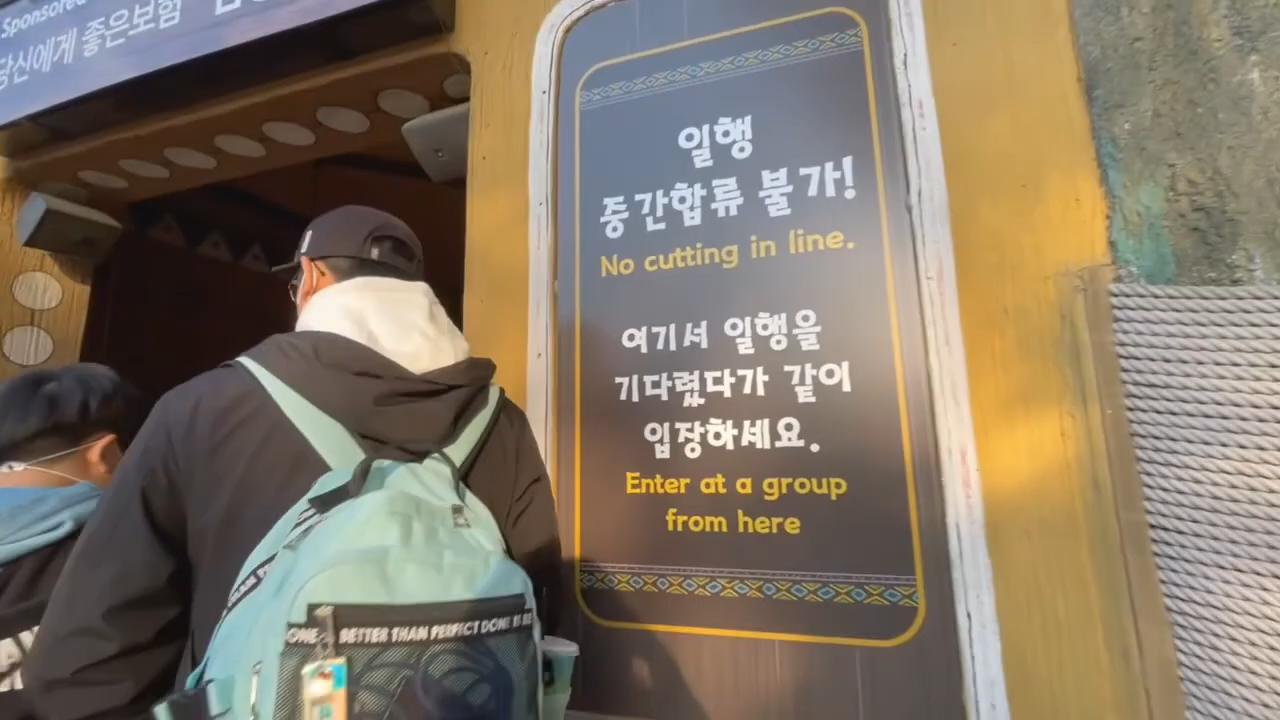 Sponsored
당신에게 좋은보험
일행
중간합류 불가!
No cutting in line.
여기서 일행을
기다렸다가 같이
입장하세요.
Enter at a group
from here
BETTER THAN PERFECT DONE